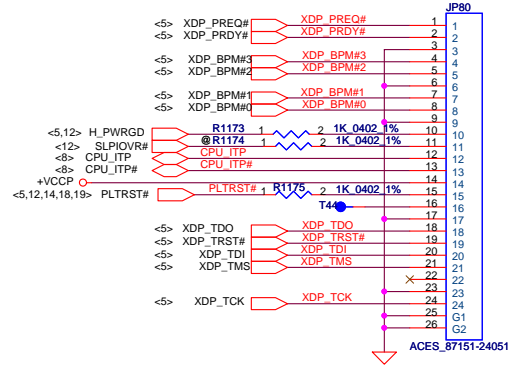 JP80
<5> XDP_PREQ# XDP_PREQ# 1 1
<5> XDP_PRDY# XDP_PRDY# 2 2
3 3
<5> XDP_BPM#3 XDP_BPM#3 4 4
<5> XDP_BPM#2 XDP_BPM#2 5 5
6 6
<5> XDP_BPM#1 XDP_BPM#1 7 7
<5> XDP_BPM#0 XDP_BPM#0 8 8
9 9
<5,12> H_PWRGD R1173 1 2 1K_0402_1% 10 10
<12> SLPIOVR# @ R1174 1 2 1K_0402_1% 11 11
<8> CPU_ITP CPU_ITP 12 12
<8> CPU_ITP# CPU_ITP# 13 13
+VCCP 14 14
<5,12,14,18,19> PLTRST# PLTRST# 1 R1175 2 1K_0402_1% 15 15
T44 16 16
17 17
<5> XDP_TDO XDP_TDO 18 18
<5> XDP_TRST# XDP_TRST# 19 19
<5> XDP_TDI XDP_TDI 20 20
<5> XDP_TMS XDP_TMS 21 21
22 22
23 23
<5> XDP_TCK XDP_TCK 24 24
25 G1
26 G2
ACES_87151-24051